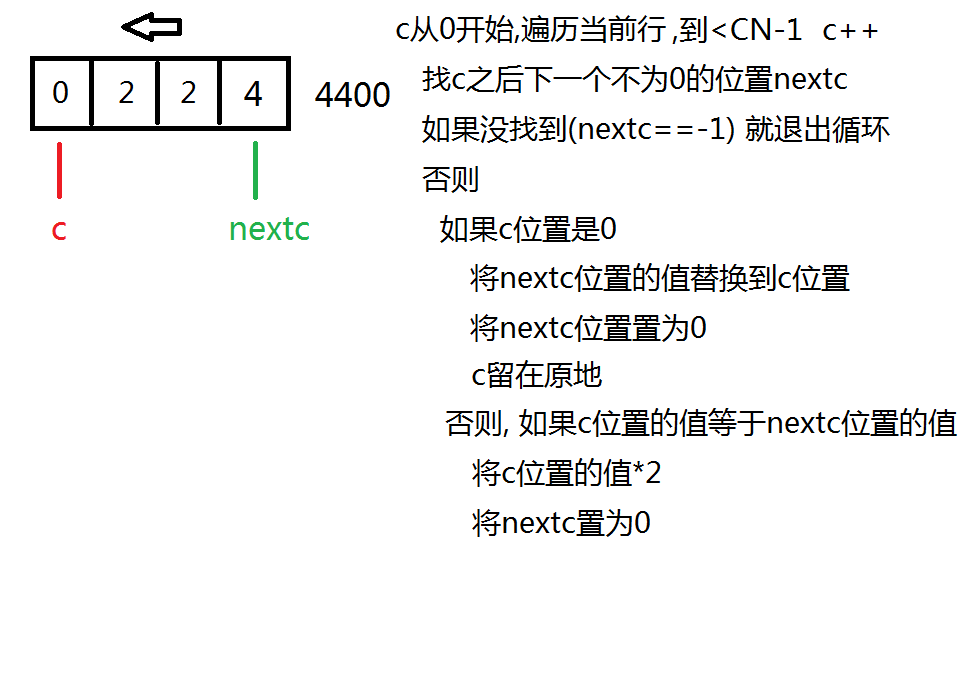 c从0开始,遍历当前行 ,到<CN-1 c++
0 2 2 4 4400
找c之后下一个不为0的位置nextc
如果没找到(nextc==-1) 就退出循环
否则
c nextc
如果c位置是0
将nextc位置的值替换到c位置
将nextc位置置为0
c留在原地
否则, 如果c位置的值等于nextc位置的值
将c位置的值*2
将nextc置为0